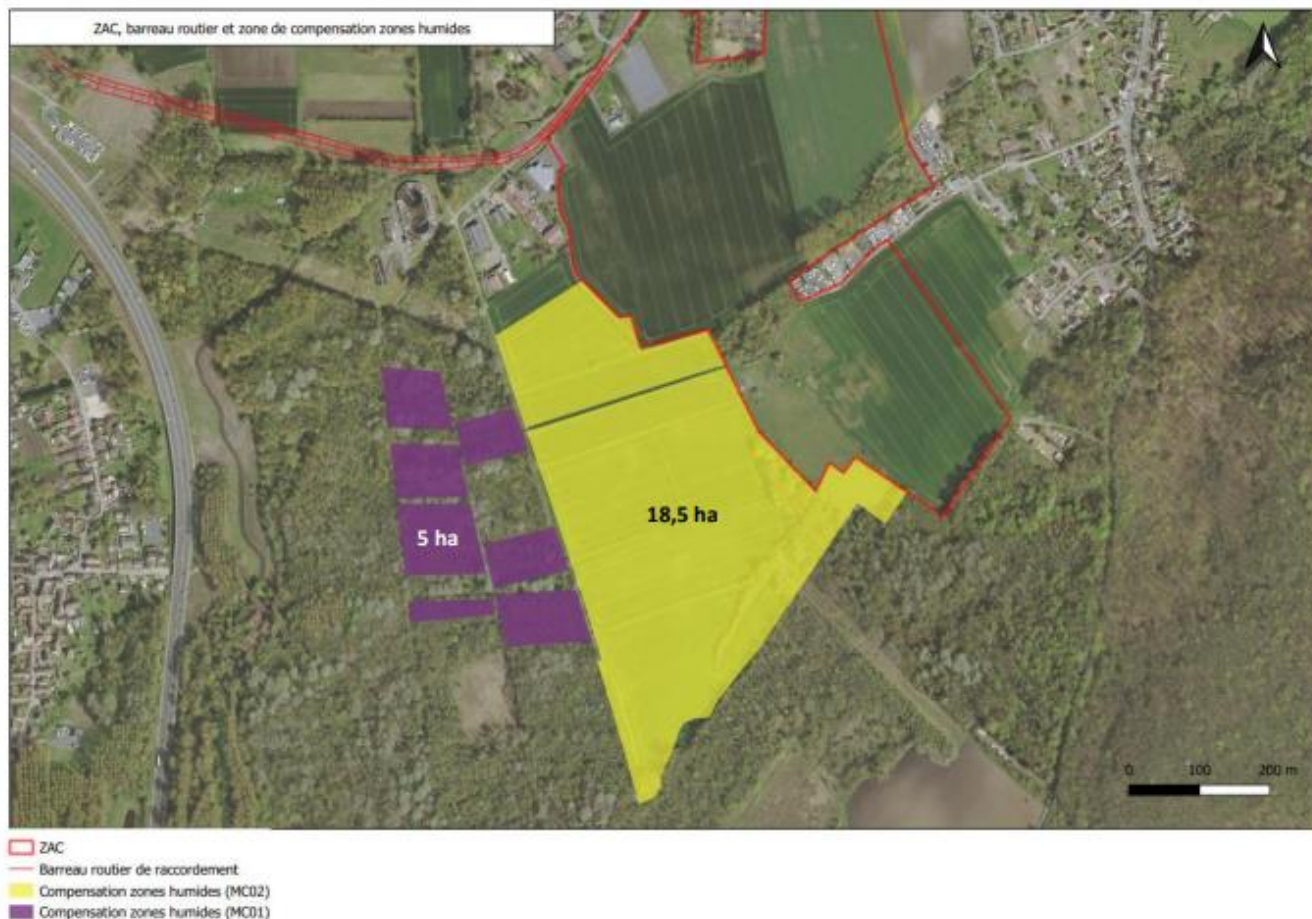 ZAC, barreau routier et zone de compensation zones humides
18,5 ha
5 ha
0 100 200 m
ZAC
Barreau routier de raccordement
Compensation zones humides (MC02)
Compensation zones humides (MC01)